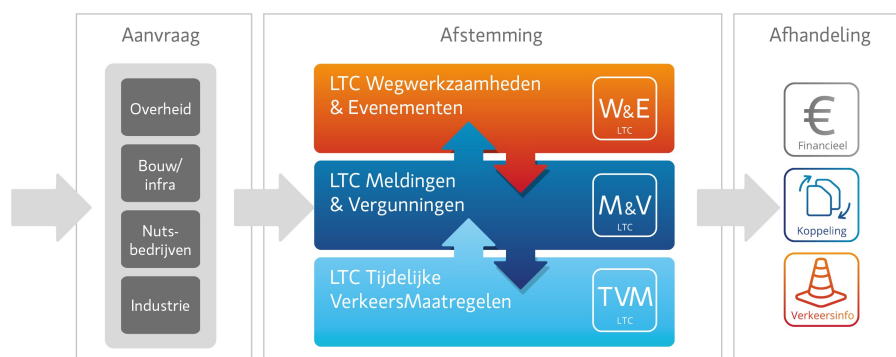 Aanvraag
Overheid
Bouw/
infra
Nuts-
bedrijven
Industrie
Afstemming
LTC Wegwerkzaamheden
& Evenementen
W&E
LTC
LTC Meldingen
& Vergunningen
M&V
LTC
LTC Tijdelijke
VerkeersMaatregelen
TVM
LTC
Afhandeling
€
Financieel
Koppeling
Verkeersinfo